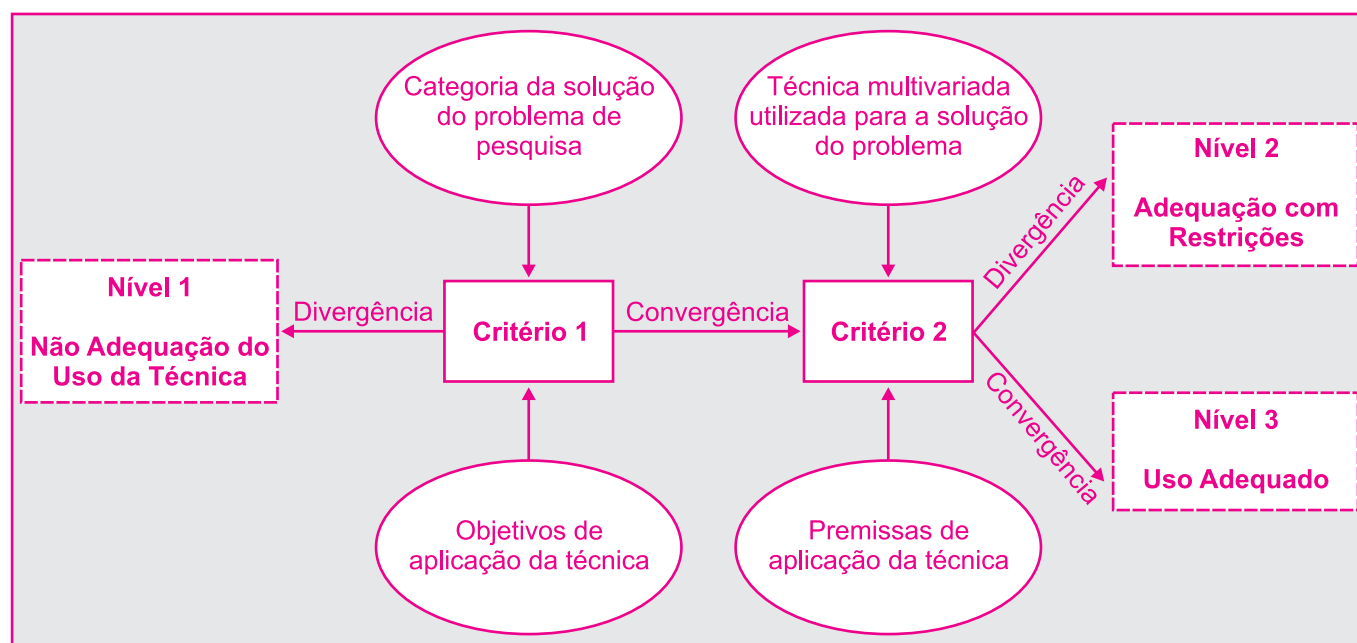 Categoria da solução
do problema de
pesquisa
Técnica multivariada
utilizada para a solução
do problema
Nível 1
Não Adequação do
Uso da Técnica
Divergência
Critério 1
Convergência
Critério 2
Divergência
Nível 2
Adequação com
Restrições
Convergência
Nível 3
Uso Adequado
Objetivos de
aplicação da técnica
Premissas de
aplicação da técnica